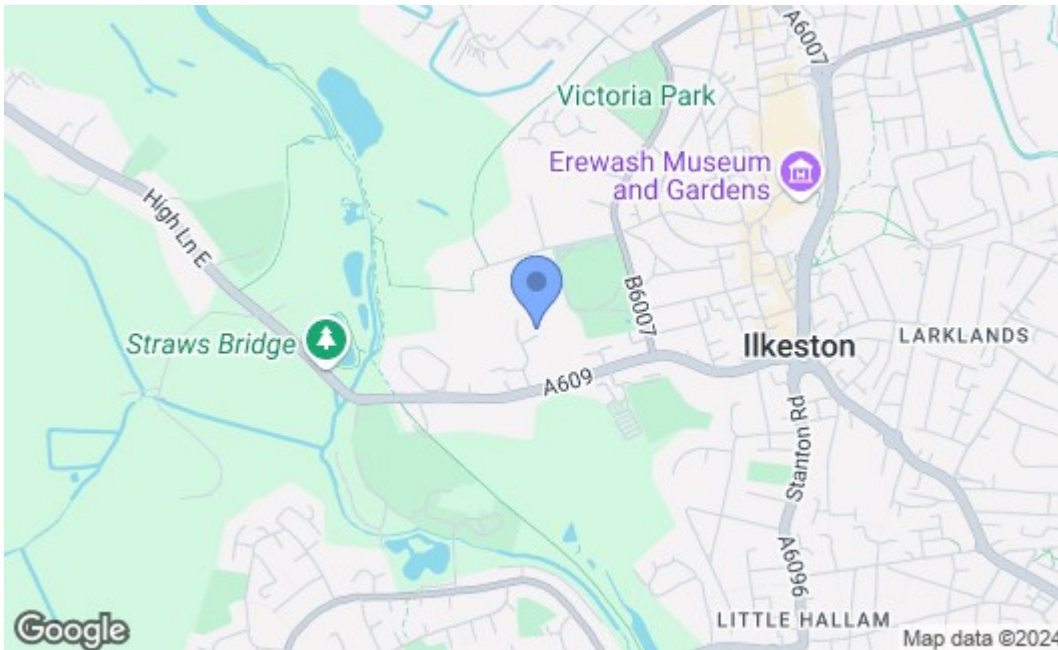 A6007
Victoria Park
Erewash Museum
and Gardens
High Ln E
B6007
Straws Bridge
Ilkeston
LARKLANDS
A609
Stanton Rd
A6096
LITTLE HALLAM
Google
Map data ©2024